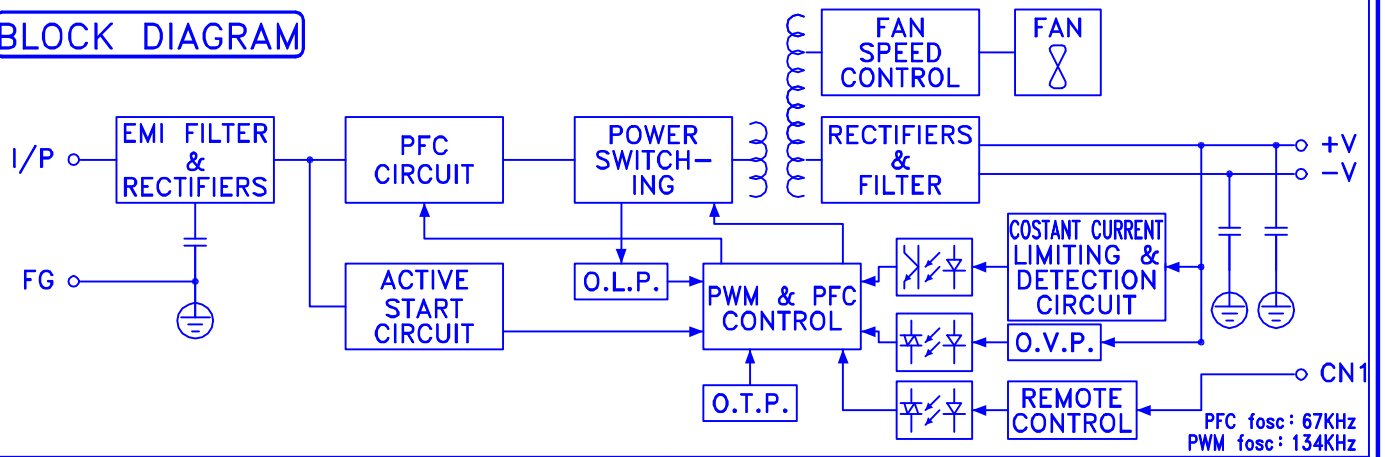 BLOCK DIAGRAM
FAN
SPEED
CONTROL
FAN
I/P
EMI FILTER
&
RECTIFIERS
PFC
CIRCUIT
POWER
SWITCH-
ING
RECTIFIERS
&
FILTER
+V
-V
FG
ACTIVE
START
CIRCUIT
O.L.P.
PWM & PFC
CONTROL
COSTANT CURRENT
LIMITING &
DETECTION
CIRCUIT
O.V.P.
O.T.P.
REMOTE
CONTROL
CN1
PFC fosc: 67KHz
PWM fosc: 134KHz